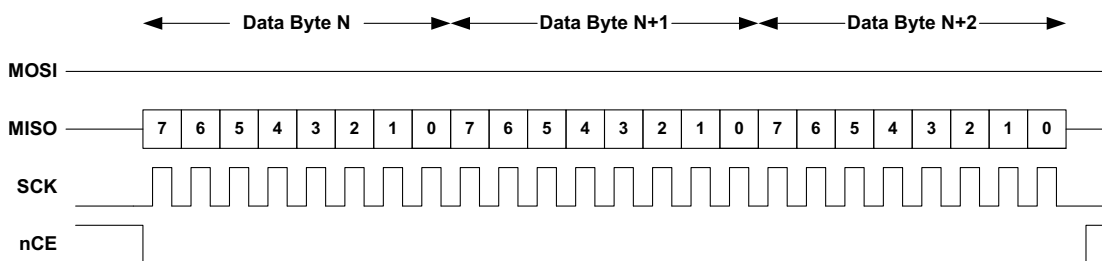 Data Byte N Data Byte N+1 Data Byte N+2
MOSI
MISO 7 6 5 4 3 2 1 0 7 6 5 4 3 2 1 0 7 6 5 4 3 2 1 0
SCK
nCE